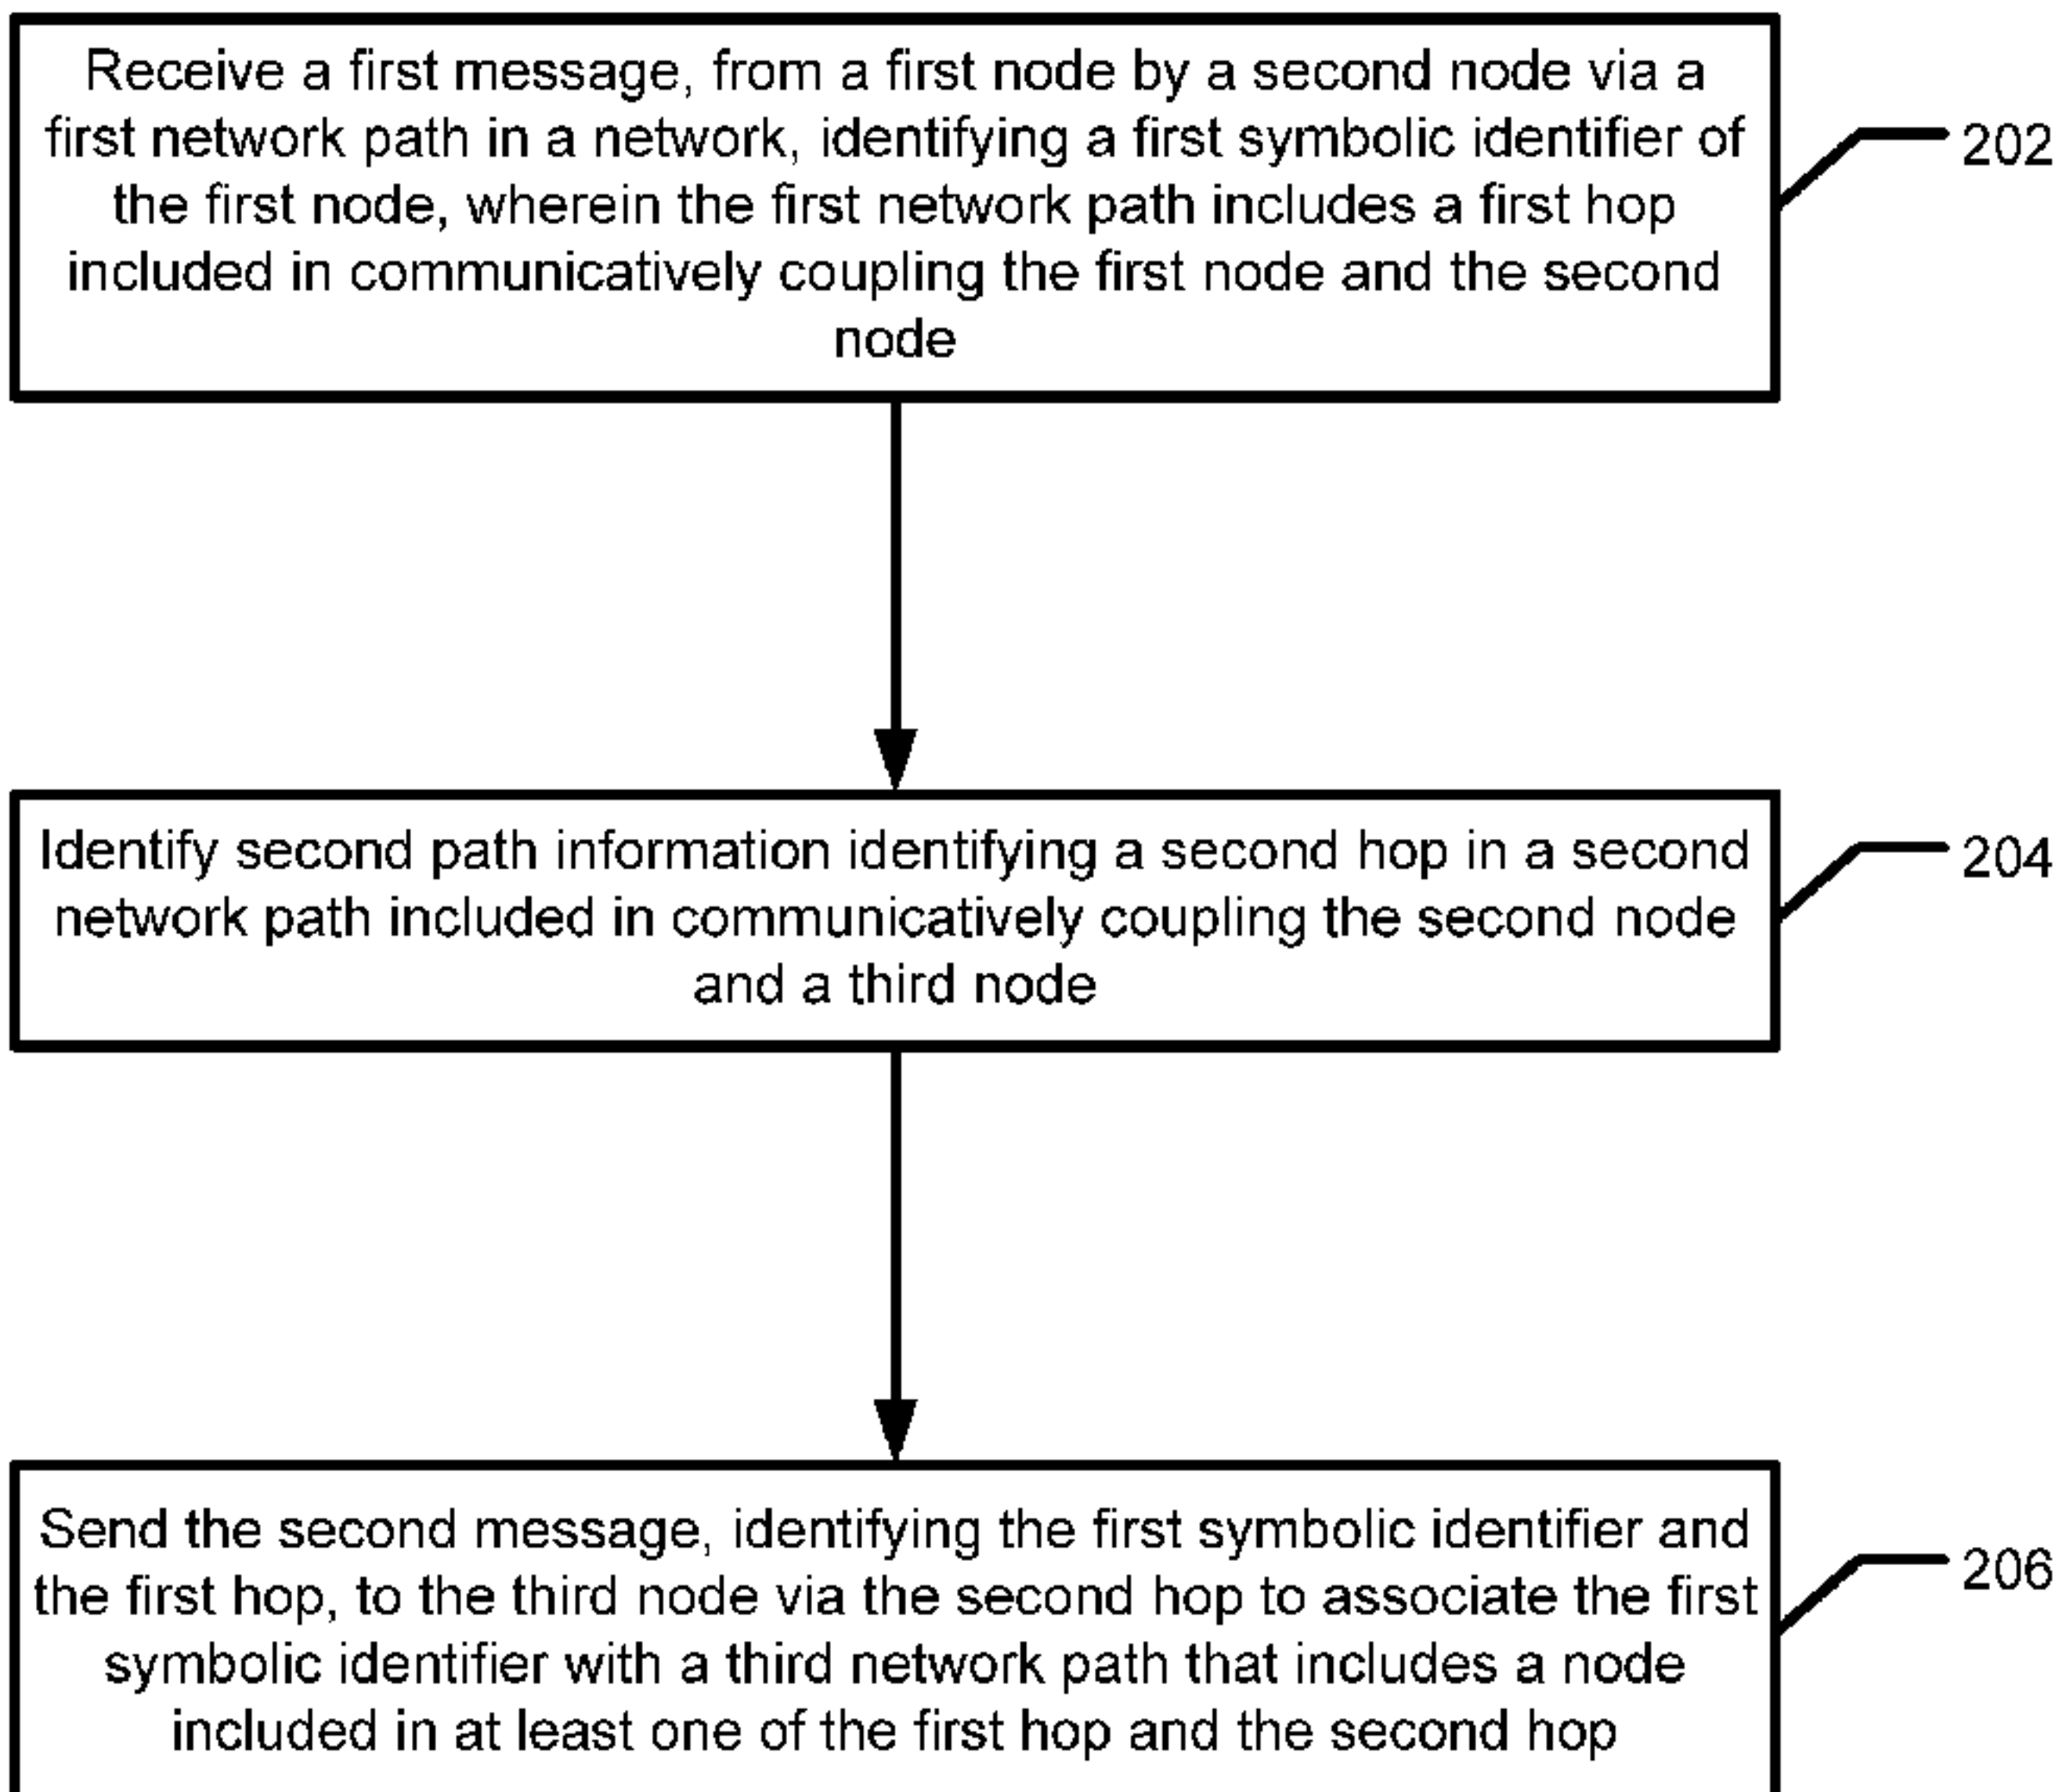 Receive a first message, from a first node by a second node via a
first network path in a network, identifying a first symbolic identifier of
the first node, wherein the first network path includes a first hop
included in communicatively coupling the first node and the second
node
202
Identify second path information identifying a second hop in a second
network path included in communicatively coupling the second node
and a third node
204
Send the second message, identifying the first symbolic identifier and
the first hop, to the third node via the second hop to associate the first
symbolic identifier with a third network path that includes a node
included in at least one of the first hop and the second hop
206